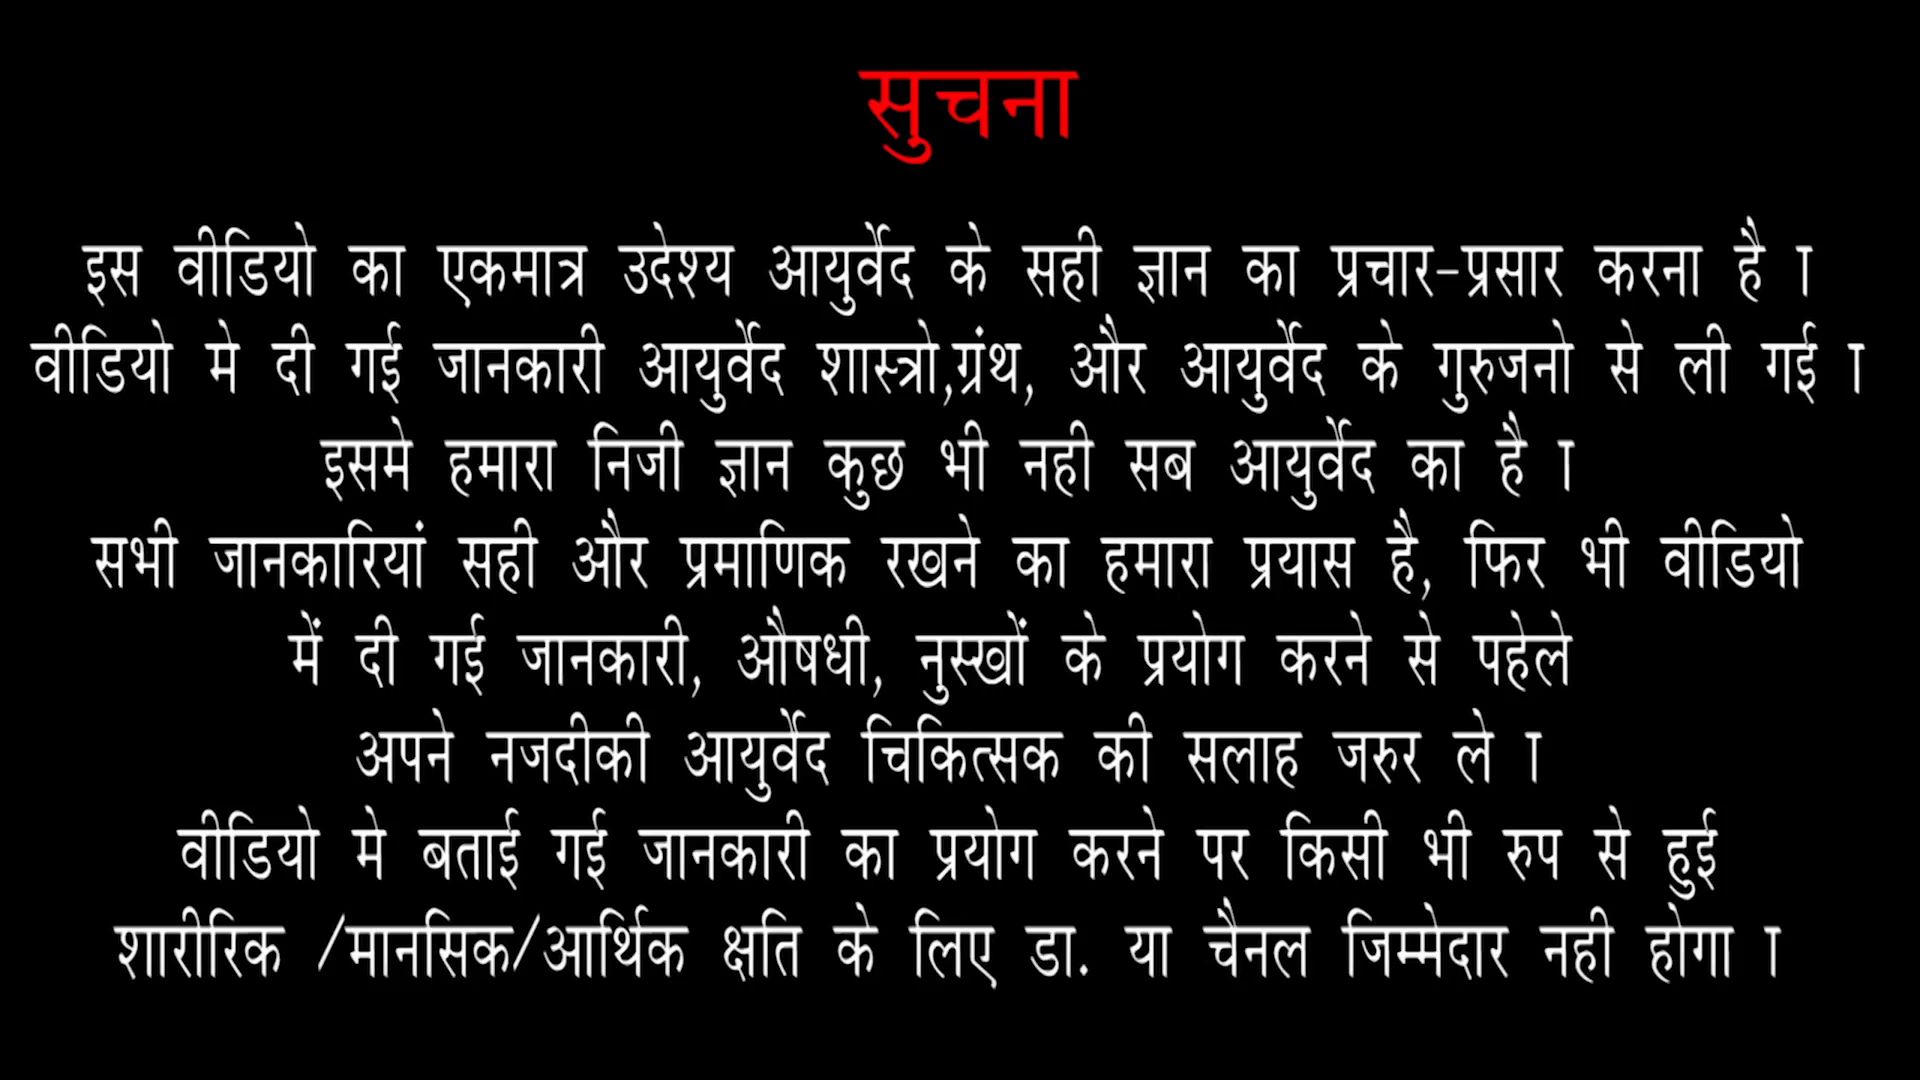 सुचना
इस वीडियो का एकमात्र उदेश्य आयुर्वेद के सही ज्ञान का प्रचार-प्रसार करना है ।
वीडियो मे दी गई जानकारी आयुर्वेद शास्त्रो,ग्रंथ, और आयुर्वेद के गुरुजनो से ली गई ।
इसमे हमारा निजी ज्ञान कुछ भी नही सब आयुर्वेद का है ।
सभी जानकारियां सही और प्रमाणिक रखने का हमारा प्रयास है, फिर भी वीडियो
में दी गई जानकारी, औषधी, नुस्खों के प्रयोग करने से पहेले
अपने नजदीकी आयुर्वेद चिकित्सक की सलाह जरुर ले ।
वीडियो मे बताई गई जानकारी का प्रयोग करने पर किसी भी रुप से हुई
शारीरिक /मानसिक/आर्थिक क्षति के लिए डा. या चैनल जिम्मेदार नही होगा ।